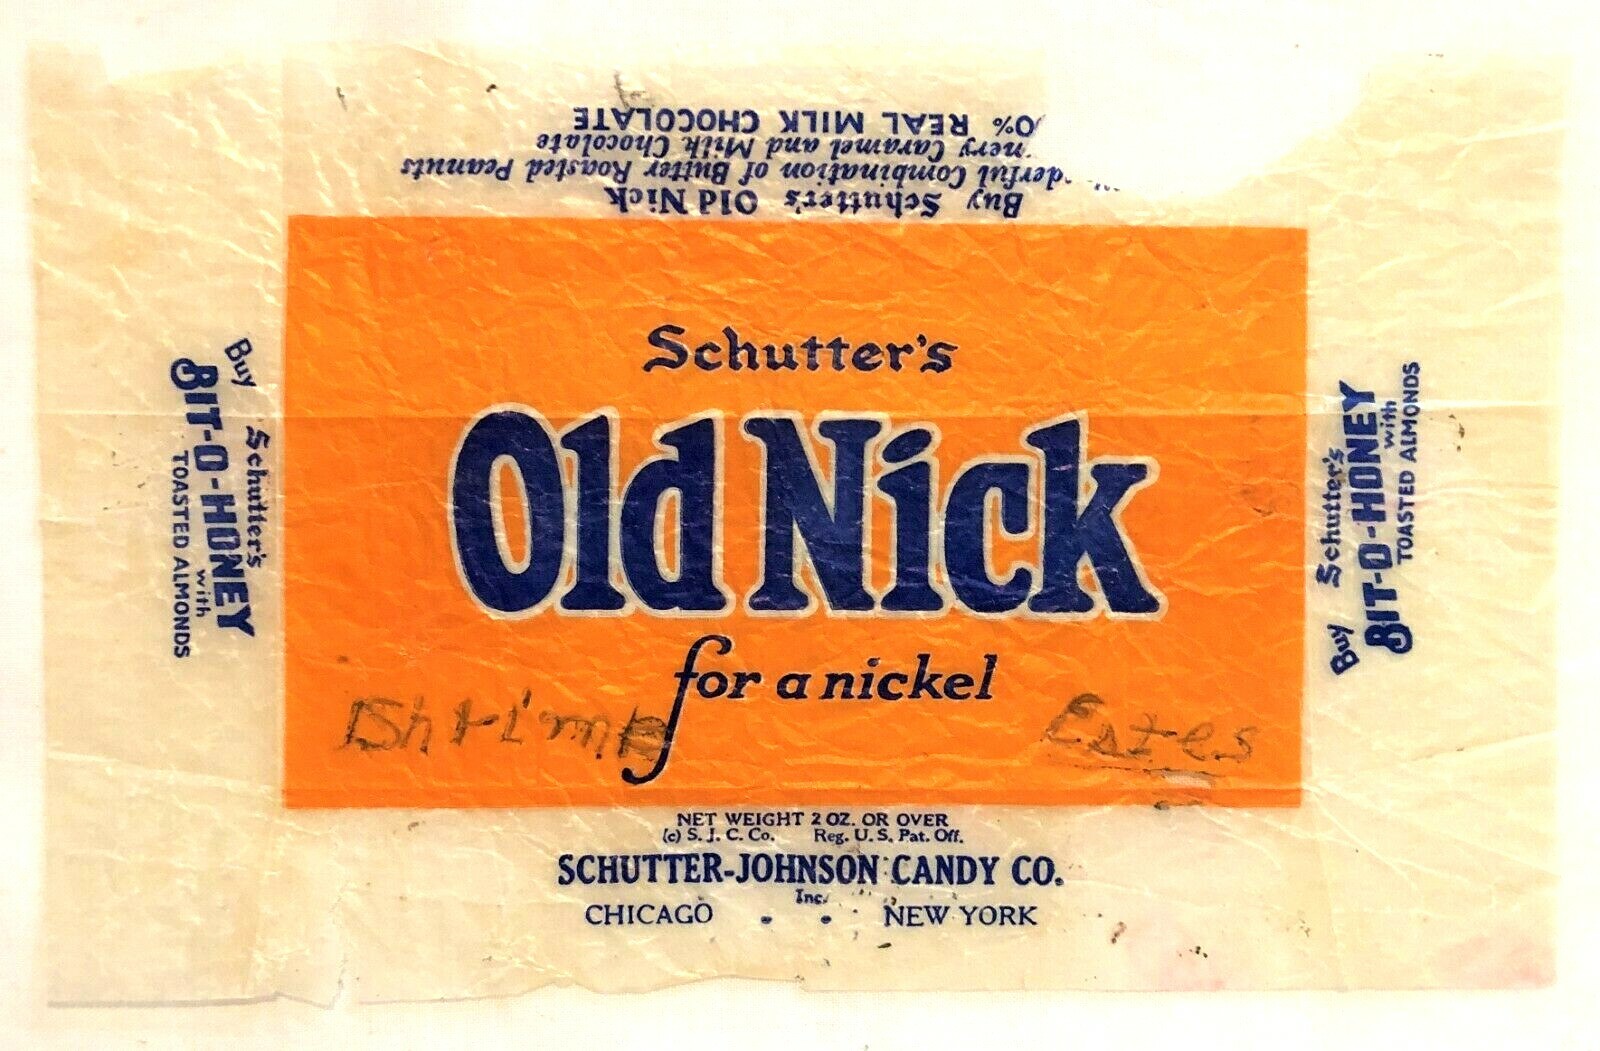 0% REAL MILK CHOCOLATE
Caramel and Milk Chocolate
Combination of Butter Roasted Peanuts
Buy Schutter's Old Nick
Schutter's
Old Nick
for a nickel
Estes
NET WEIGHT 2 OZ. OR OVER
(c) S. J. C. Co. Reg. U. S. Pat. Off.
SCHUTTER-JOHNSON CANDY CO.
Inc.
CHICAGO . . NEW YORK
Buy Schutter's
BIT-O-HONEY
with
TOASTED ALMONDS
Buy Schutter's
BIT-O-HONEY
with
TOASTED ALMONDS